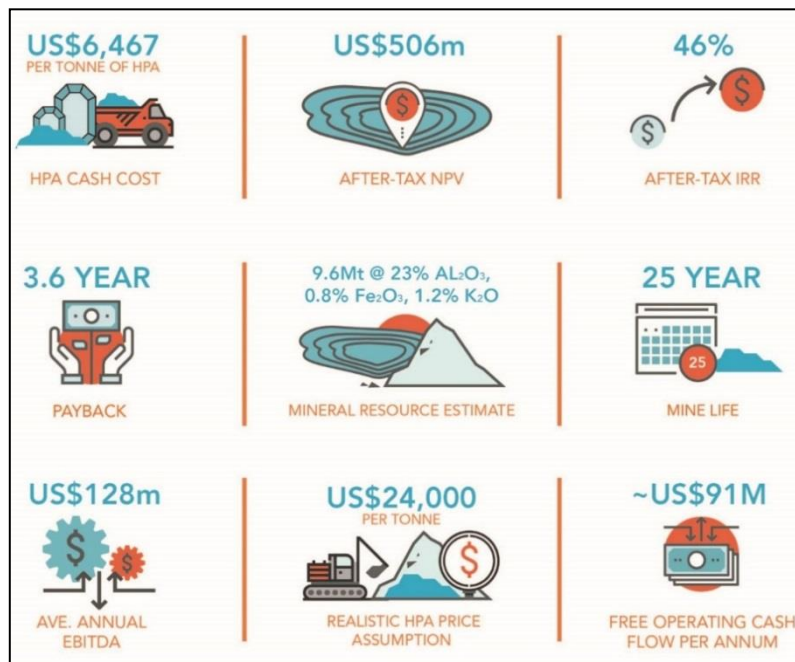 US$6,467
PER TONNE OF HPA
HPA CASH COST
US$506m
$
AFTER-TAX NPV
46%
$
$
AFTER-TAX IRR
3.6 YEAR
PAYBACK
9.6Mt @ 23% AL₂O₃,
0.8% Fe₂O₃, 1.2% K₂O
MINERAL RESOURCE ESTIMATE
25 YEAR
25
MINE LIFE
US$128m
$
$
AVE. ANNUAL
EBITDA
US$24,000
PER TONNE
$
REALISTIC HPA PRICE
ASSUMPTION
~US$91M
FREE OPERATING CASH
FLOW PER ANNUM